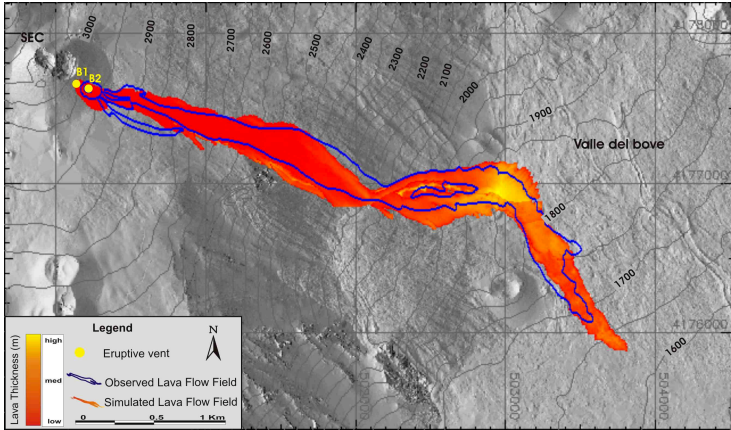 SEC
B1
B2
3000
2900
2800
2700
2600
2500
2400
2300
2200
2100
2000
1900
1800
1700
1600
Valle del bove
4178000
4177000
4176000
504000
Legend
Eruptive vent
Observed Lava Flow Field
Simulated Lava Flow Field
N
0 0.5 1 Km
Lava Thickness (m)
high
med
low